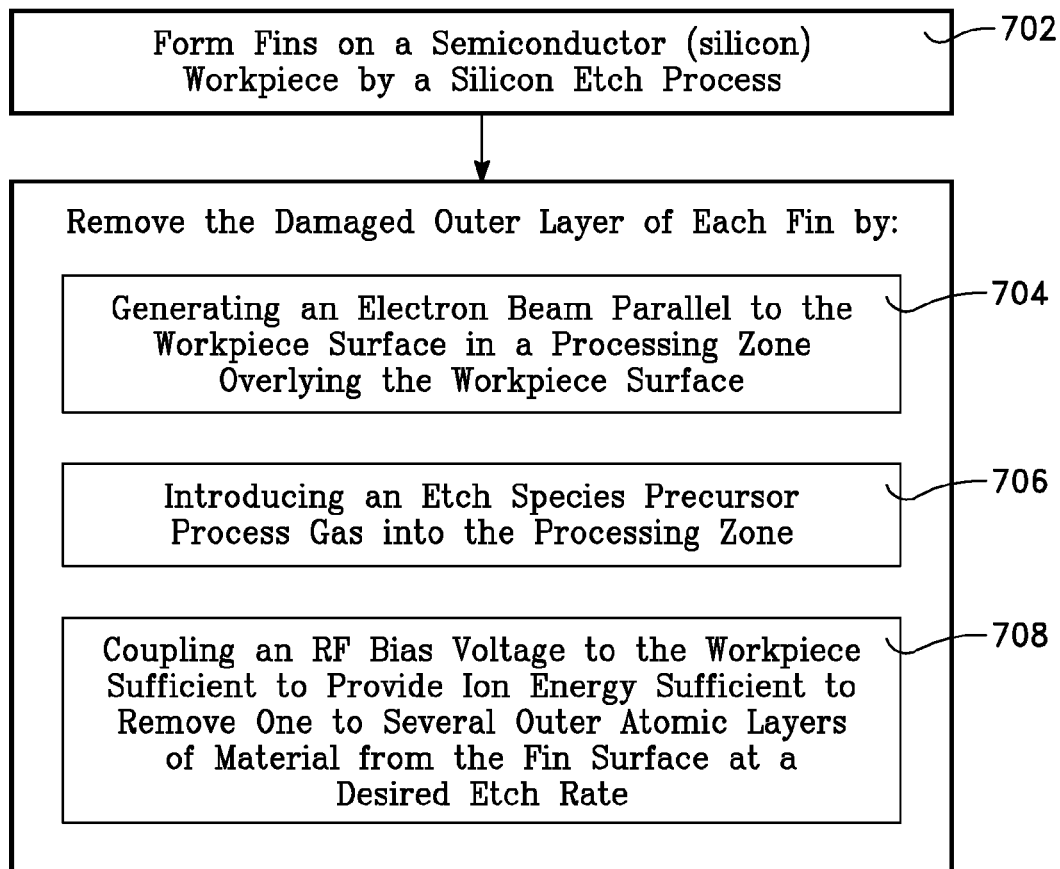 Form Fins on a Semiconductor (silicon)
Workpiece by a Silicon Etch Process
702
Remove the Damaged Outer Layer of Each Fin by:
Generating an Electron Beam Parallel to the
Workpiece Surface in a Processing Zone
Overlying the Workpiece Surface
704
Introducing an Etch Species Precursor
Process Gas into the Processing Zone
706
Coupling an RF Bias Voltage to the Workpiece
Sufficient to Provide Ion Energy Sufficient to
Remove One to Several Outer Atomic Layers
of Material from the Fin Surface at a
Desired Etch Rate
708